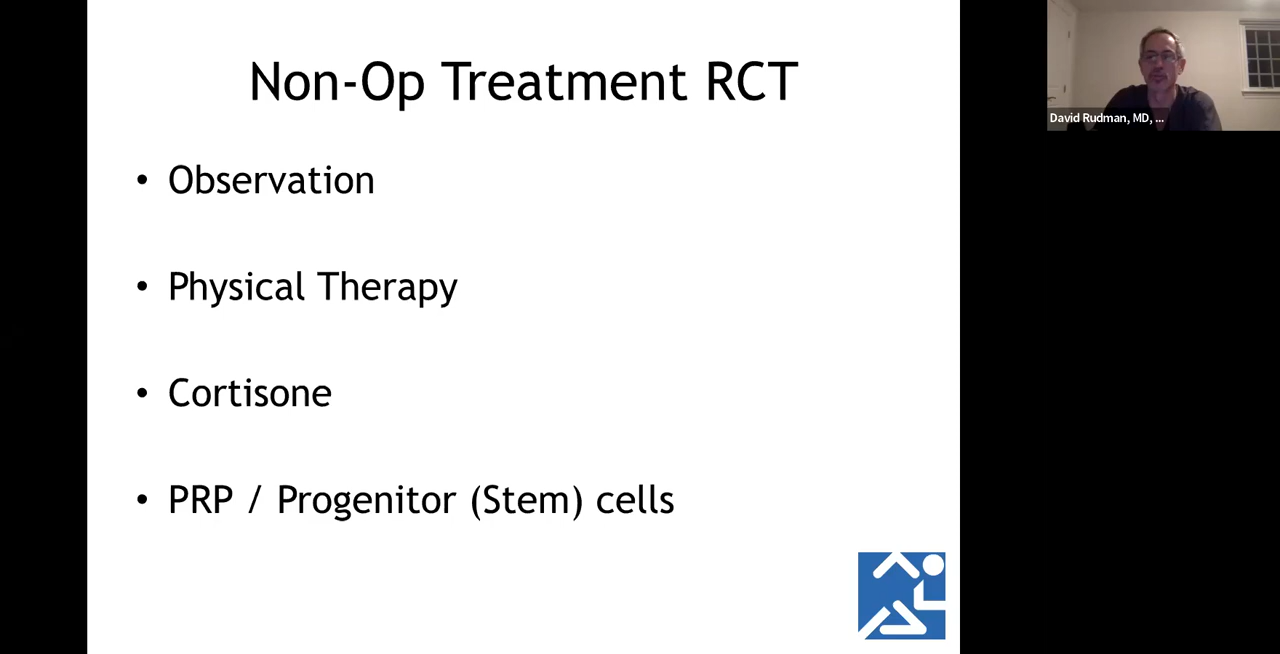 Non-Op Treatment RCT
• Observation
• Physical Therapy
• Cortisone
• PRP / Progenitor (Stem) cells
David Rudman, MD, ...